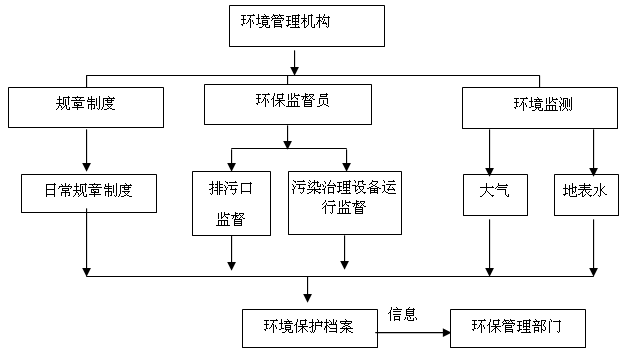 环境管理机构
规章制度
环保监督员
环境监测
日常规章制度
排污口
监督
污染治理设备运
行监督
大气
地表水
环境保护档案
信息
环保管理部门